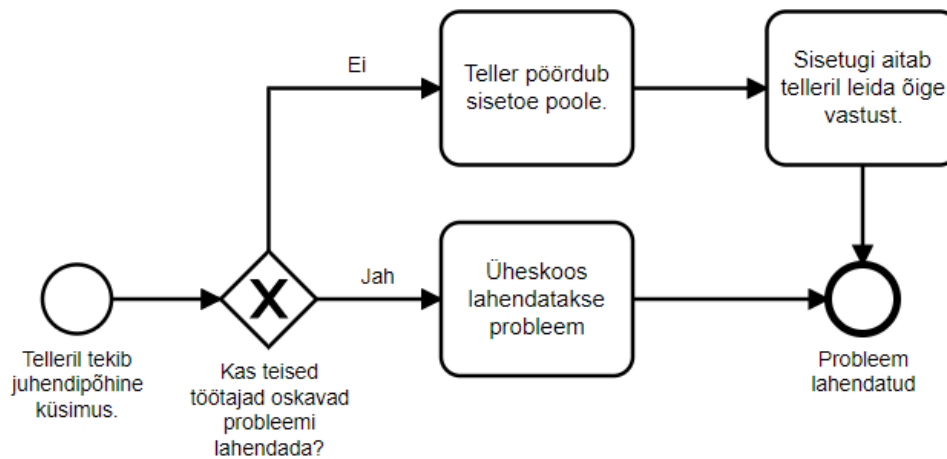 Ei
Teller pöördub
sisetoe poole.
Sisetugi aitab
telleril leida õige
vastust.
Jah
Üheskoos
lahendatakse
probleem
Telleril tekib
juhendipõhine
küsimus.
Kas teised
töötajad oskavad
probleemi
lahendada?
Probleem
lahendatud